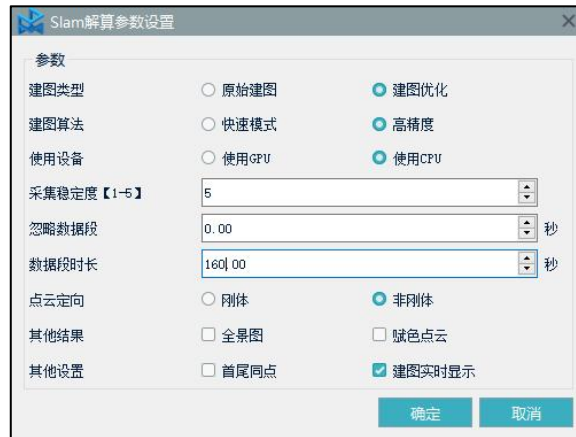 Slam解算参数设置
参数
建图类型 原始建图 建图优化
建图算法 快速模式 高精度
使用设备 使用GPU 使用CPU
采集稳定度【1-5】 5
忽略数据段 0.00 秒
数据段时长 160.00 秒
点云定向 刚体 非刚体
其他结果 全景图 赋色点云
其他设置 首尾同点 建图实时显示
确定 取消